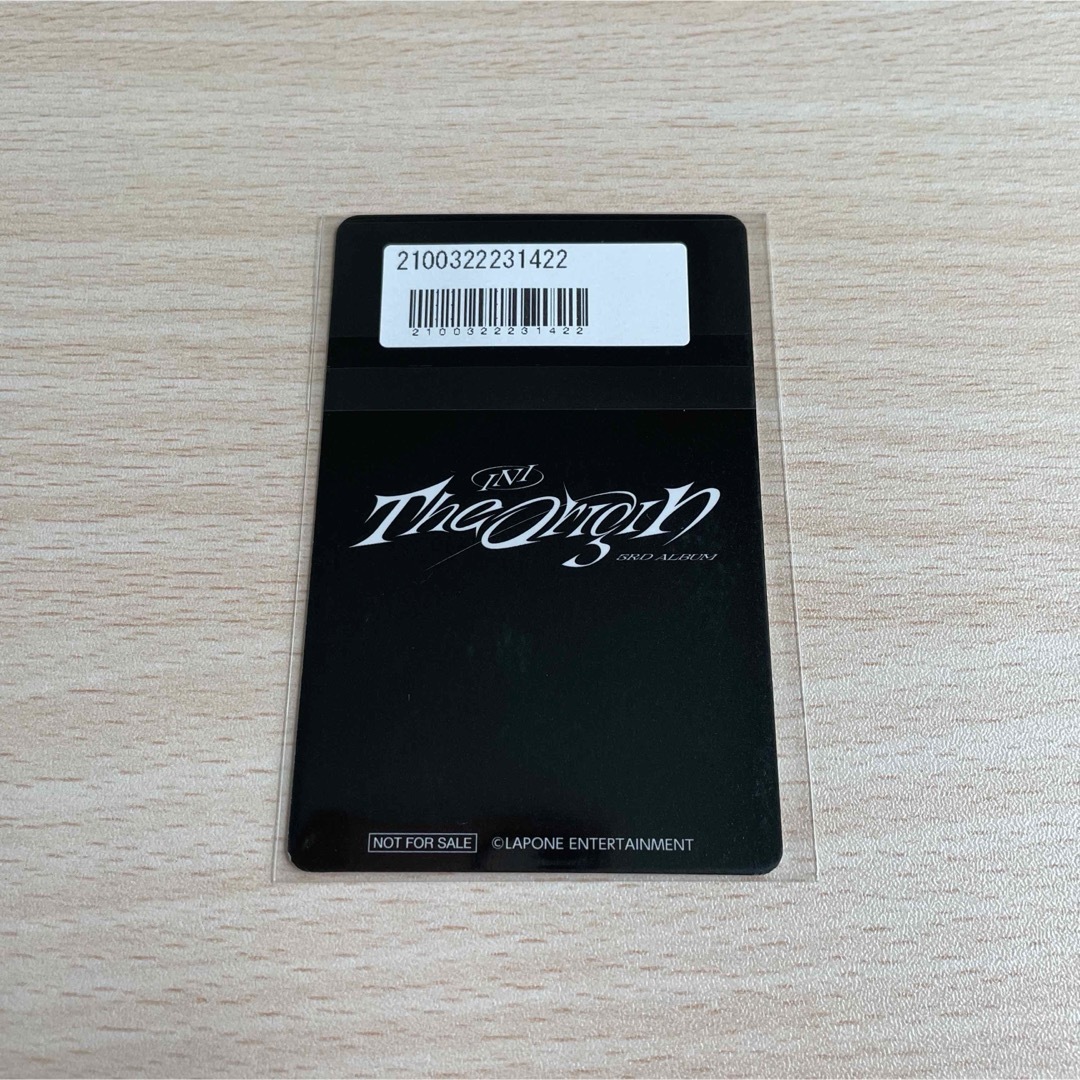 2100322231422
2100322231422
INI
The Origin
3RD ALBUM
NOT FOR SALE ©LAPONE ENTERTAINMENT